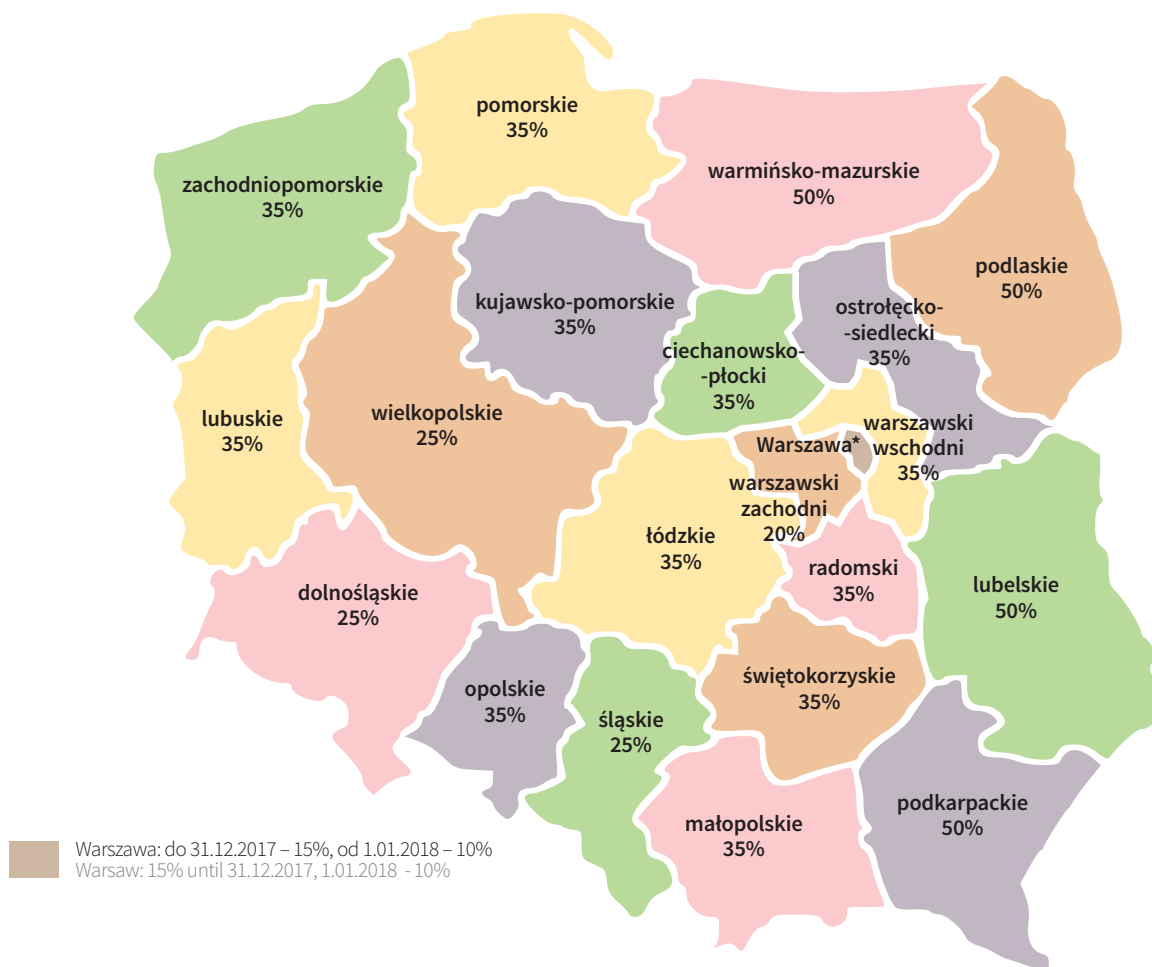 pomorskie
35%
zachodniopomorskie
35%
warmińsko-mazurskie
50%
podlaskie
50%
kujawsko-pomorskie
35%
ostrołęcko-
-siedlecki
35%
ciechanowsko-
-płocki
35%
lubuskie
35%
wielkopolskie
25%
Warszawa*
warszawski
wschodni
35%
warszawski
zachodni
20%
łódzkie
35%
radomski
35%
lubelskie
50%
dolnośląskie
25%
opolskie
35%
śląskie
25%
świętokorzyskie
35%
małopolskie
35%
podkarpackie
50%
Warszawa: do 31.12.2017 – 15%, od 1.01.2018 – 10%
Warsaw: 15% until 31.12.2017, 1.01.2018 - 10%